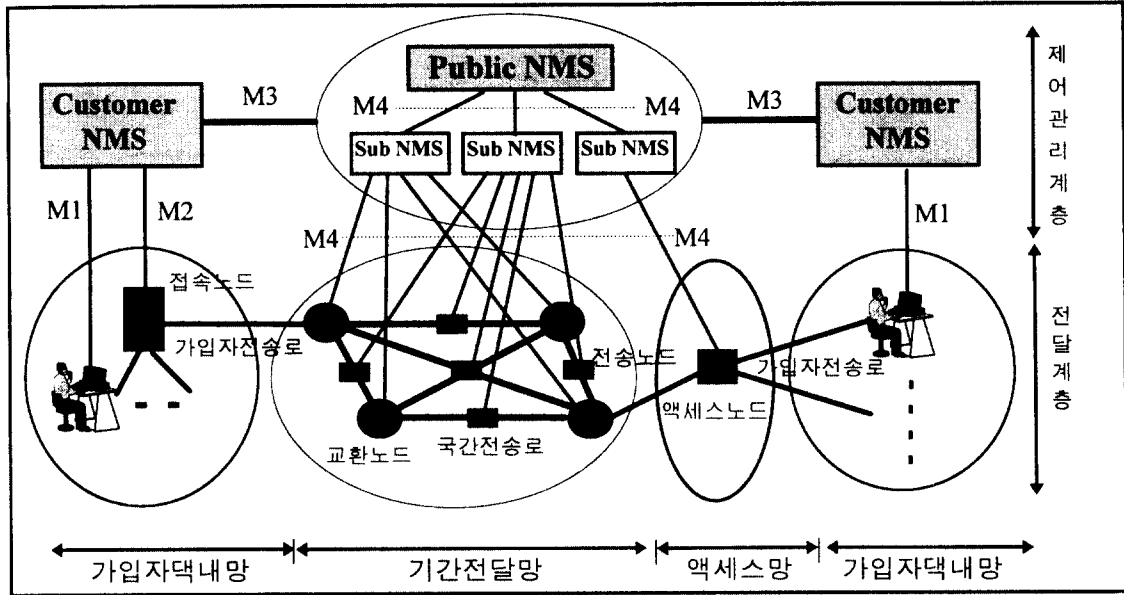 Public NMS
제어관리계층
Customer NMS
M3
M4
M4
M3
Customer NMS
Sub NMS
Sub NMS
Sub NMS
M1
M2
M4
M4
M1
접속노드
가입자전송로
전송노드
가입자전송로
액세스노드
교환노드
국간전송로
전달계층
가입자댁내망
기간전달망
액세스망
가입자댁내망